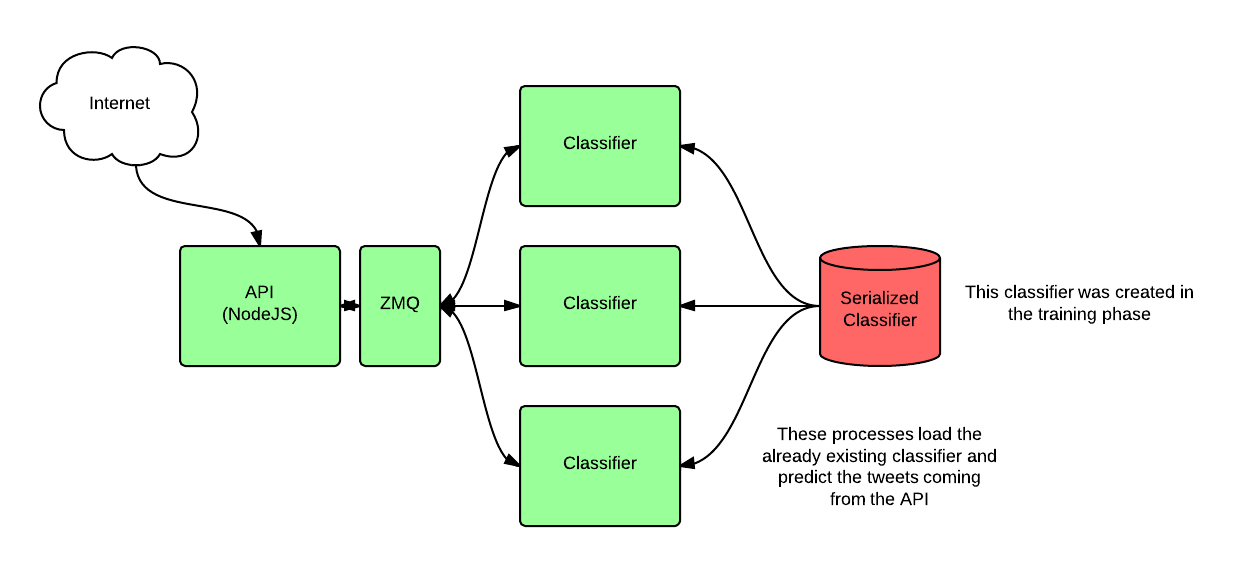 Internet
Classifier
API
(NodeJS)
ZMQ
Classifier
Serialized
Classifier
This classifier was created in
the training phase
Classifier
These processes load the
already existing classifier and
predict the tweets coming
from the API